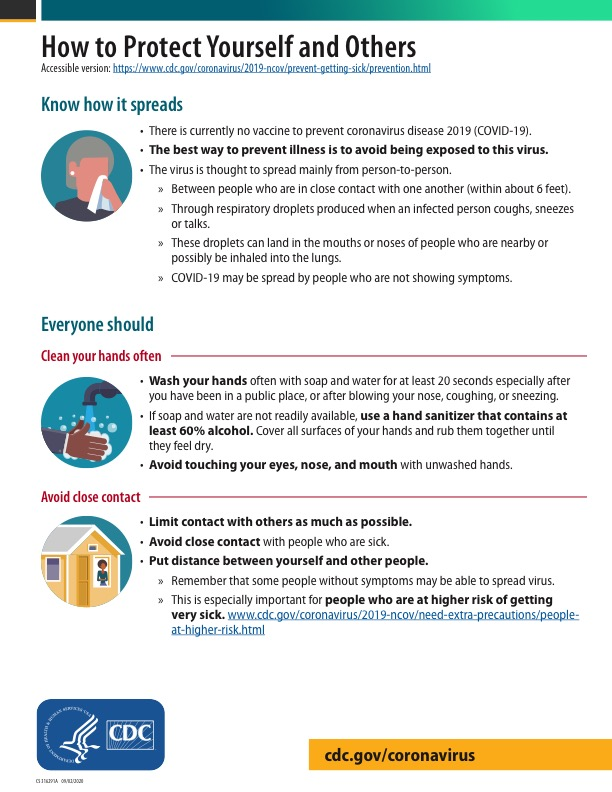 How to Protect Yourself and Others
Accessible version: https://www.cdc.gov/coronavirus/2019-ncov/prevent-getting-sick/prevention.html
Know how it spreads
• There is currently no vaccine to prevent coronavirus disease 2019 (COVID-19).
• The best way to prevent illness is to avoid being exposed to this virus.
• The virus is thought to spread mainly from person-to-person.
» Between people who are in close contact with one another (within about 6 feet).
» Through respiratory droplets produced when an infected person coughs, sneezes
or talks.
» These droplets can land in the mouths or noses of people who are nearby or
possibly be inhaled into the lungs.
» COVID-19 may be spread by people who are not showing symptoms.
Everyone should
Clean your hands often
• Wash your hands often with soap and water for at least 20 seconds especially after
you have been in a public place, or after blowing your nose, coughing, or sneezing.
• If soap and water are not readily available, use a hand sanitizer that contains at
least 60% alcohol. Cover all surfaces of your hands and rub them together until
they feel dry.
• Avoid touching your eyes, nose, and mouth with unwashed hands.
Avoid close contact
• Limit contact with others as much as possible.
• Avoid close contact with people who are sick.
• Put distance between yourself and other people.
» Remember that some people without symptoms may be able to spread virus.
» This is especially important for people who are at higher risk of getting
very sick. www.cdc.gov/coronavirus/2019-ncov/need-extra-precautions/people-
at-higher-risk.html
CDC
cdc.gov/coronavirus
CS 316291A 09/02/2020